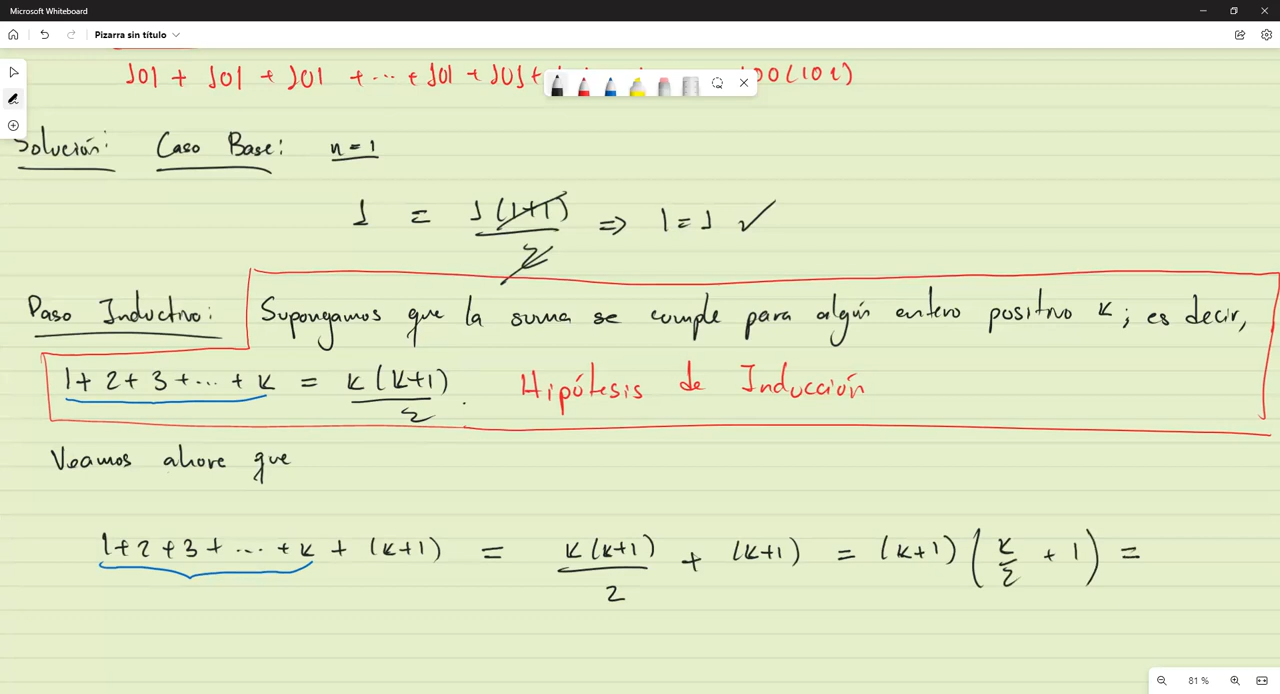 Microsoft Whiteboard
Pizarra sin título
101 + 101 + 101 + ... + 101 + 101 + 00(101)
Solución: Caso Base: n=1
1 = 1(1+1)/2 => 1=1 ✓
Paso Inductivo: Supongamos que la suma se cumple para algún entero positivo k; es decir,
1+2+3+...+k = k(k+1)/2. Hipótesis de Inducción
Veamos ahora que
1+2+3+...+k + (k+1) = k(k+1)/2 + (k+1) = (k+1)(k/2 + 1) =
81 %